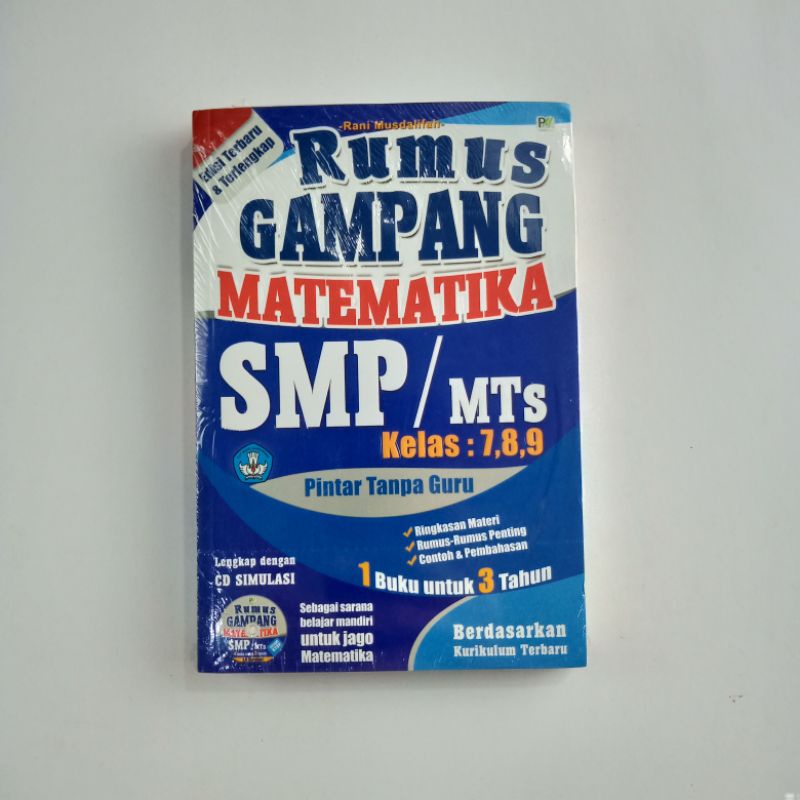 -Rani Musdalifah-
Edisi Terbaru
& Terlengkap
Rumus
GAMPANG
MATEMATIKA
SMP/MTs
Kelas : 7,8,9
Pintar Tanpa Guru
Ringkasan Materi
Rumus-Rumus Penting
Contoh & Pembahasan
1 Buku untuk 3 Tahun
Lengkap dengan
CD SIMULASI
Rumus
GAMPANG
MATEMATIKA
SMP/MTs
Sebagai sarana
belajar mandiri
untuk jago
Matematika
Berdasarkan
Kurikulum Terbaru